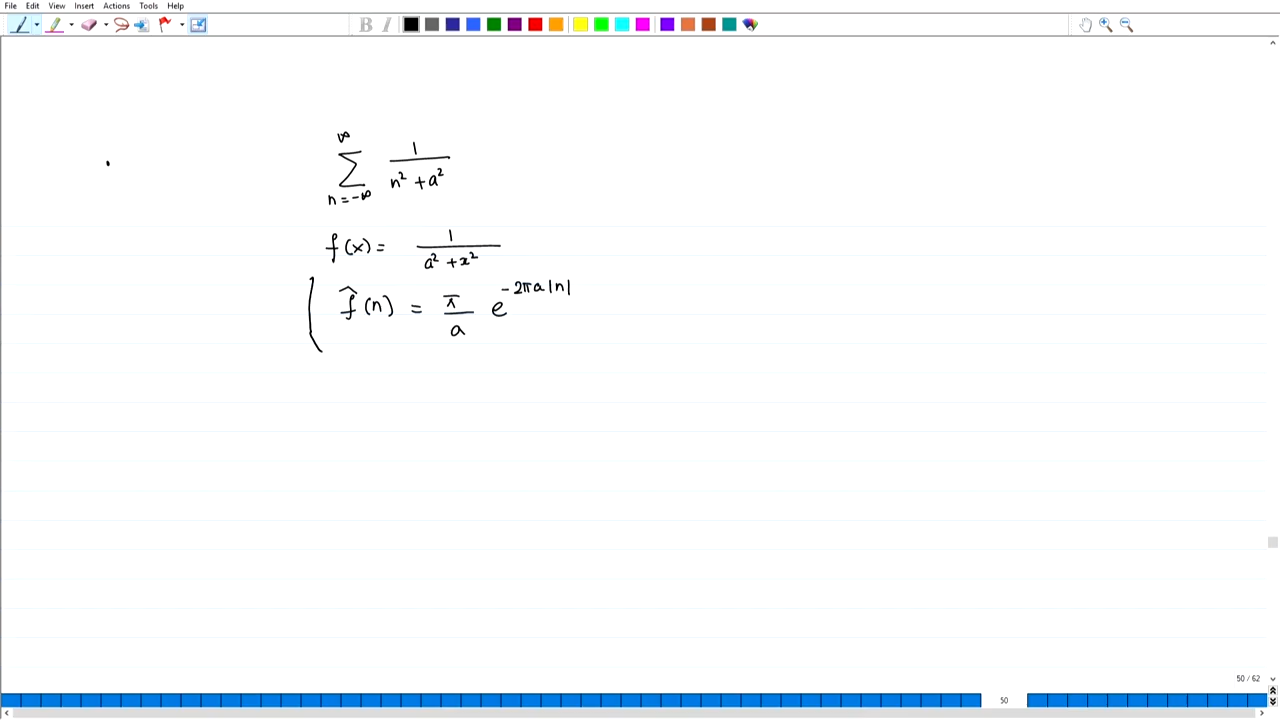 File Edit View Insert Actions Tools Help
B I
∞
∑ 1/(n² + a²)
n = -∞
f(x) = 1/(a² + x²)
f̂(n) = π/a e^(-2πa|n|)
50 / 62
50